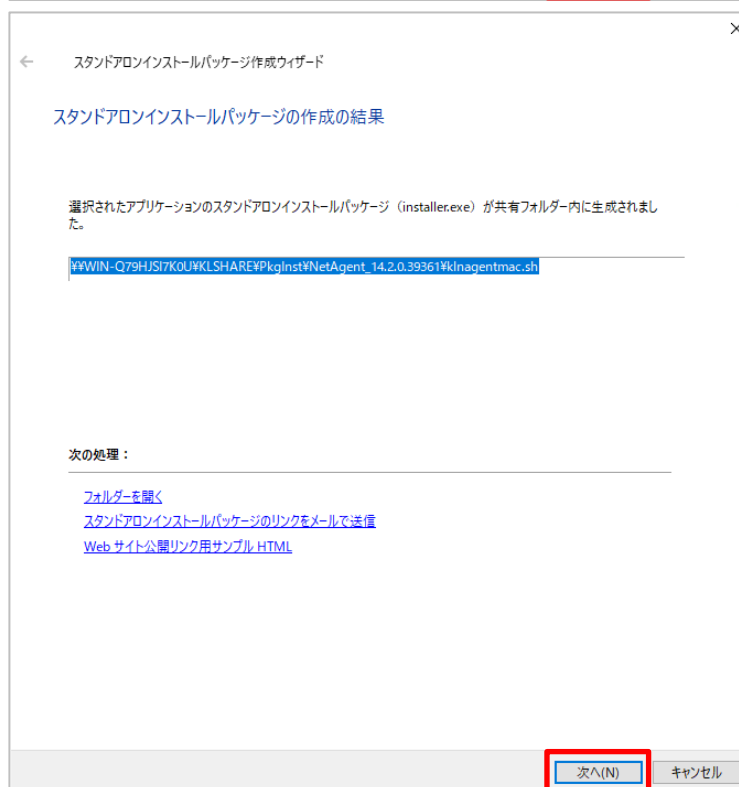 スタンドアロンインストールパッケージ作成ウィザード
スタンドアロンインストールパッケージの作成の結果
選択されたアプリケーションのスタンドアロンインストールパッケージ（installer.exe）が共有フォルダー内に生成されまし
た。
¥¥WIN-Q79HJSI7K0U¥KLSHARE¥PkgInst¥NetAgent_14.2.0.39361¥klnagentmac.sh
次の処理：
フォルダーを開く
スタンドアロンインストールパッケージのリンクをメールで送信
Web サイト公開リンク用サンプル HTML
次へ(N)
キャンセル